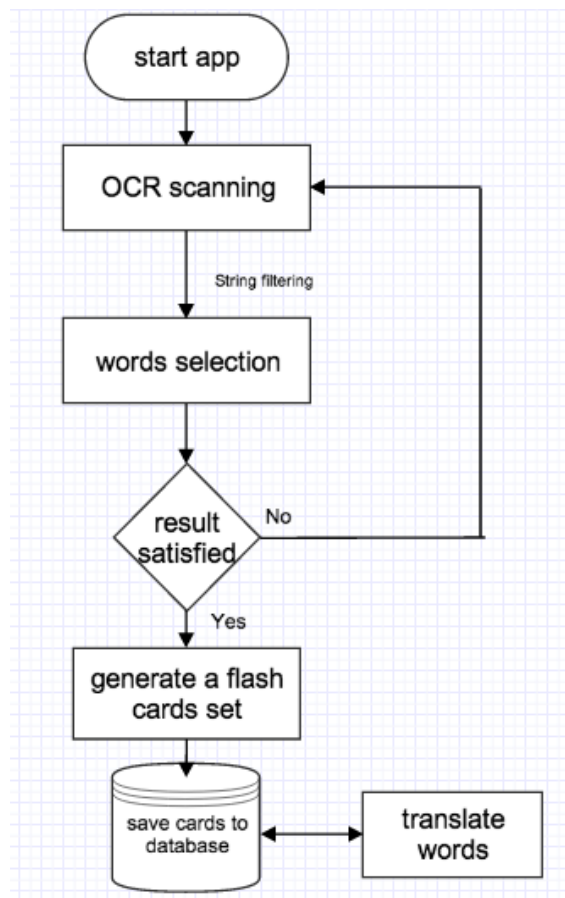 start app
OCR scanning
String filtering
words selection
result
satisfied
No
Yes
generate a flash
cards set
save cards to
database
translate
words